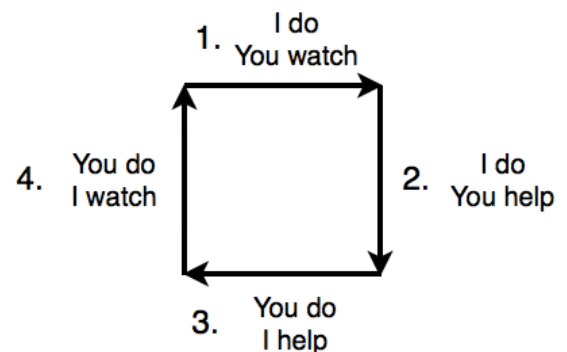 1. I do
You watch
2. I do
You help
3. You do
I help
4. You do
I watch